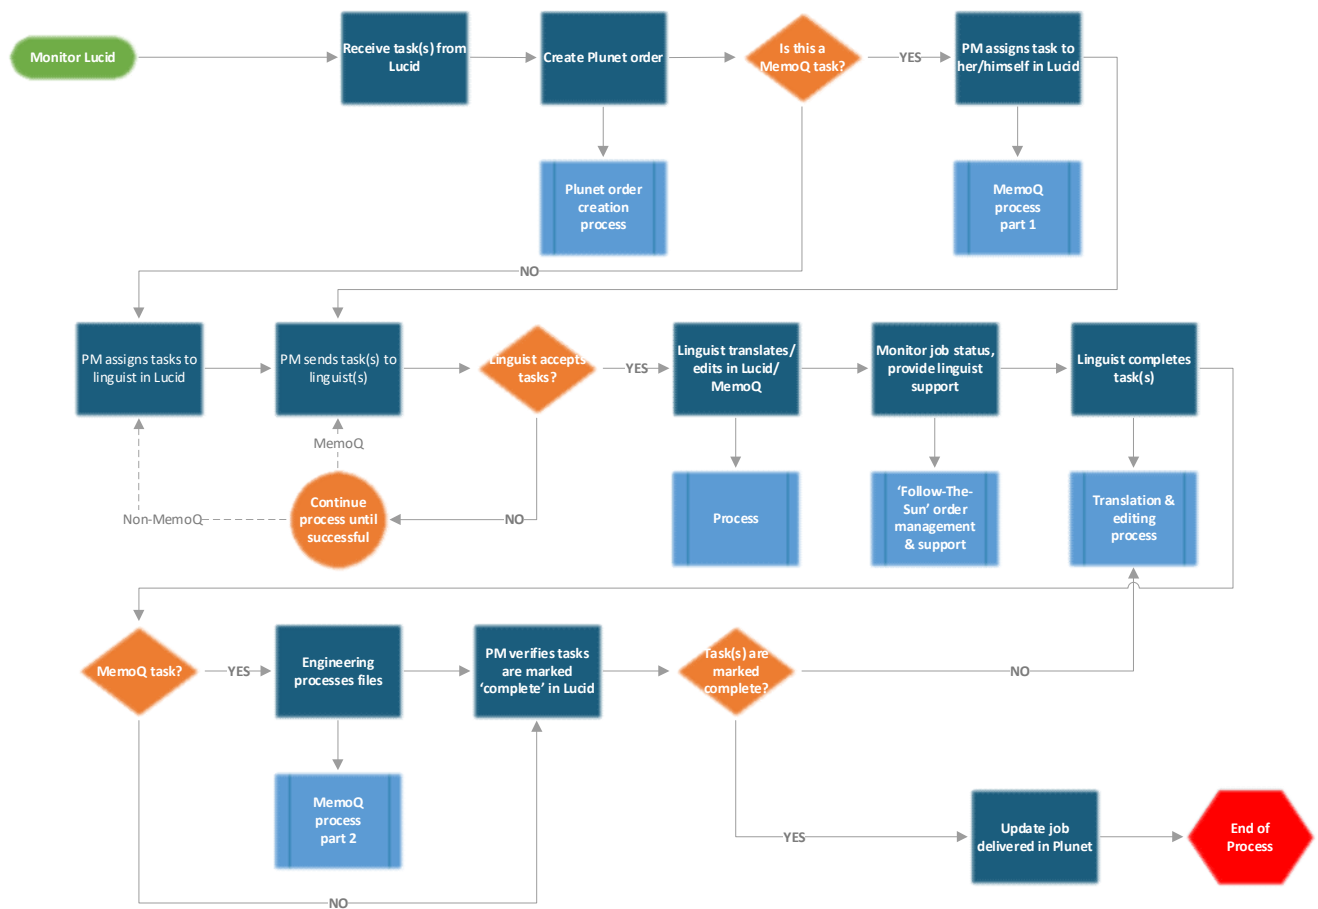 Monitor Lucid
Receive task(s) from
Lucid
Create Plunet order
Is this a
MemoQ task?
YES
PM assigns task to
her/himself in Lucid
Plunet order
creation
process
MemoQ
process
part 1
NO
PM assigns tasks to
linguist in Lucid
PM sends task(s) to
linguist(s)
Linguist accepts
tasks?
YES
Linguist translates/
edits in Lucid/
MemoQ
Monitor job status,
provide linguist
support
Linguist completes
task(s)
MemoQ
Non-MemoQ
Continue
process until
successful
NO
Process
‘Follow-The-
Sun’ order
management
& support
Translation &
editing
process
MemoQ task?
YES
Engineering
processes files
PM verifies tasks
are marked
‘complete’ in Lucid
Task(s) are
marked
complete?
NO
MemoQ
process
part 2
YES
Update job
delivered in Plunet
End of
Process
NO